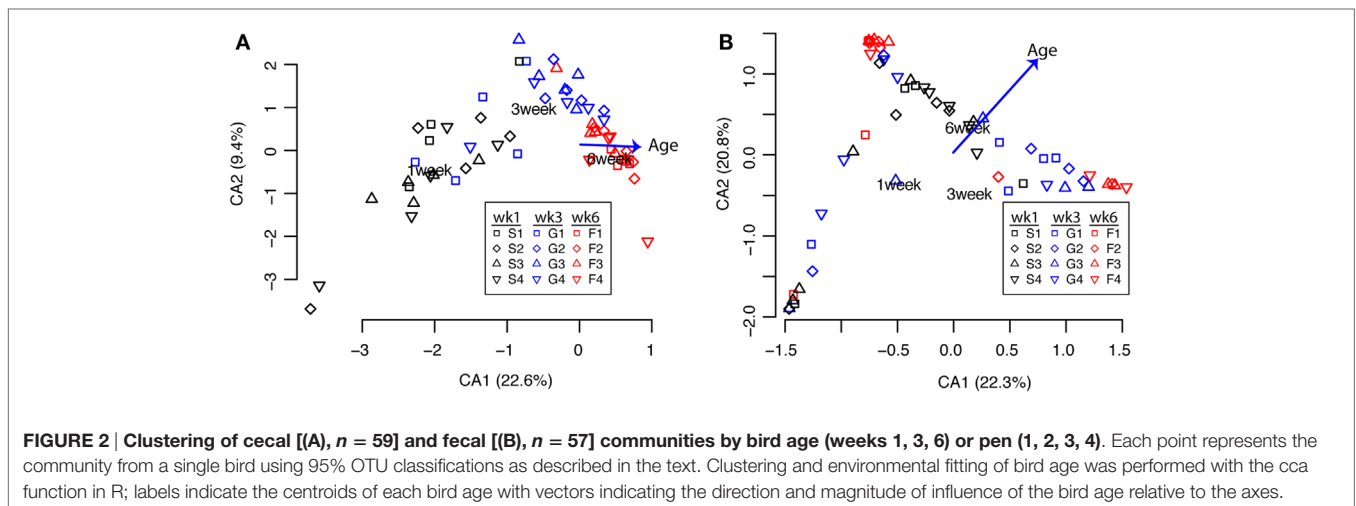 A
B
CA2 (9.4%)
2
1
0
−1
−2
−3
−3
−2
−1
0
1
CA1 (22.6%)
1week
3week
6week
Age
wk1 wk3 wk6
S1 G1 F1
S2 G2 F2
S3 G3 F3
S4 G4 F4
CA2 (20.8%)
1.0
0.0
−1.0
−2.0
−1.5
−0.5
0.0
0.5
1.0
1.5
CA1 (22.3%)
Age
6week
1week
3week
wk1 wk3 wk6
S1 G1 F1
S2 G2 F2
S3 G3 F3
S4 G4 F4
FIGURE 2 | Clustering of cecal [(A), n = 59] and fecal [(B), n = 57] communities by bird age (weeks 1, 3, 6) or pen (1, 2, 3, 4). Each point represents the
community from a single bird using 95% OTU classifications as described in the text. Clustering and environmental fitting of bird age was performed with the cca
function in R; labels indicate the centroids of each bird age with vectors indicating the direction and magnitude of influence of the bird age relative to the axes.